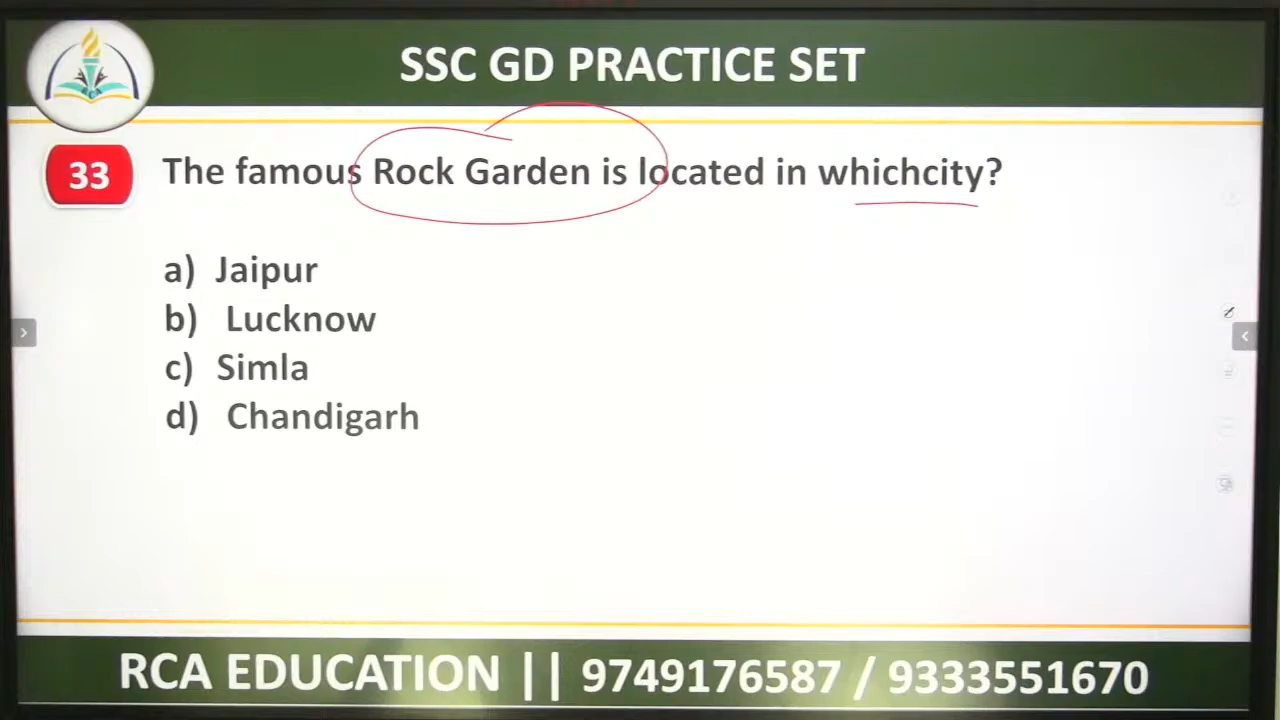 SSC GD PRACTICE SET
33 The famous Rock Garden is located in whichcity?
a) Jaipur
b) Lucknow
c) Simla
d) Chandigarh
RCA EDUCATION || 9749176587 / 9333551670